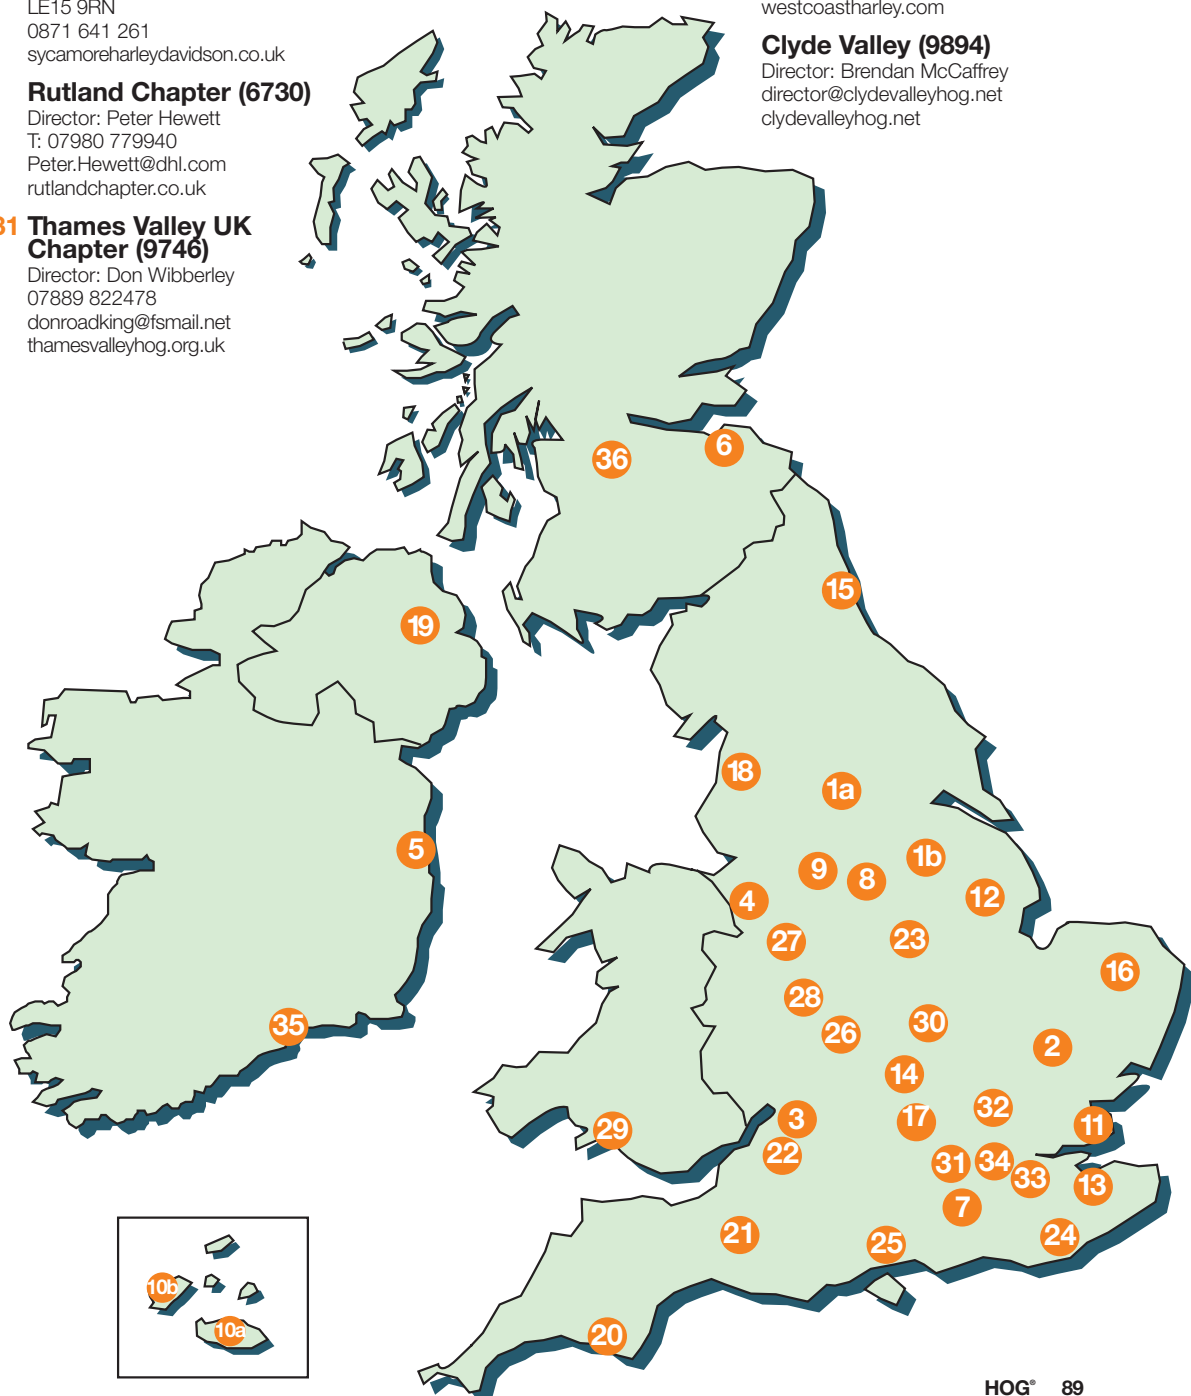 LE15 9RN
0871 641 261
sycamoreharleydavidson.co.uk
Rutland Chapter (6730)
Director: Peter Hewett
T: 07980 779940
Peter.Hewett@dhl.com
rutlandchapter.co.uk
31 Thames Valley UK
Chapter (9746)
Director: Don Wibberley
07889 822478
donroadking@fsmail.net
thamesvalleyhog.org.uk
westcoastharley.com
Clyde Valley (9894)
Director: Brendan McCaffrey
director@clydevalleyhog.net
clydevalleyhog.net
6
36
15
19
18
1a
5
1b
9
8
12
4
23
27
16
28
30
35
26
2
14
32
3
17
11
29
22
31
34
33
13
7
21
24
25
10b
10a
20
HOG® 89